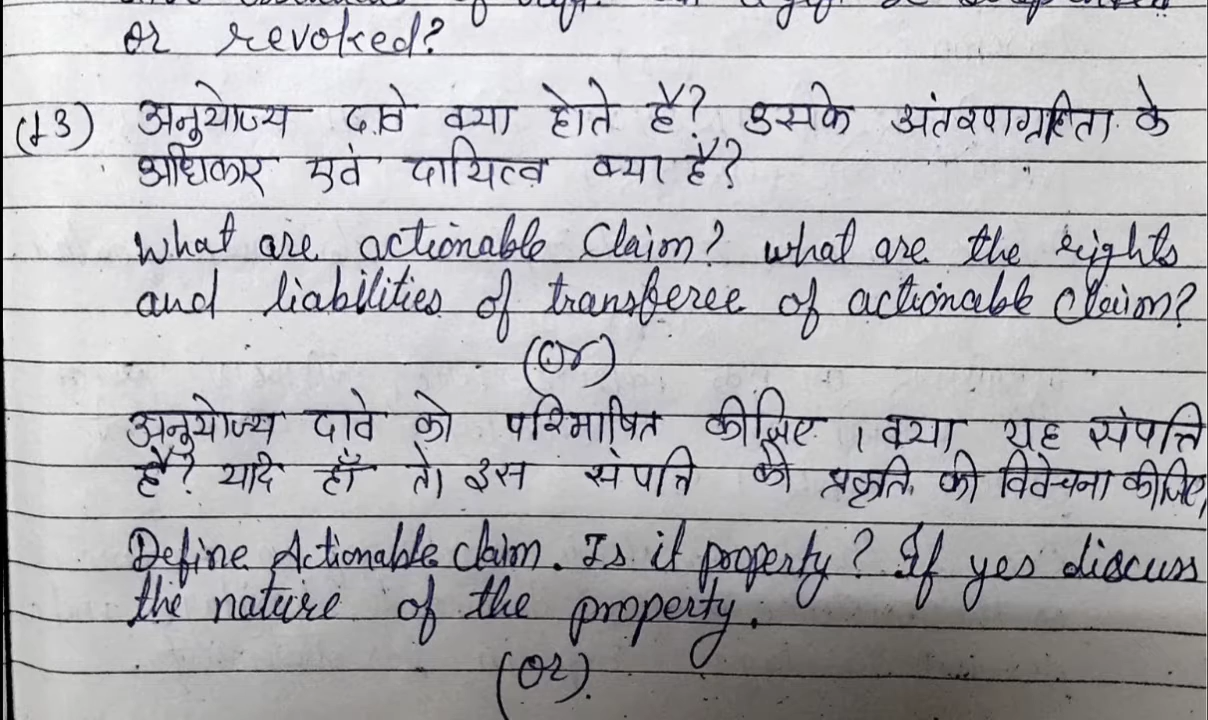 or revoked?
(13) अनुयोज्य दावे क्या होते है? उसके अंतरणाग्रहिता के
अधिकार एवं दायित्व क्या है?
What are actionable Claim? what are the rights
and liabilities of transferee of actionable claim?
(Or)
अनुयोज्य दावे को परिभाषित कीजिए । क्या यह संपत्ति
है? यदि हाँ तो इस संपत्ति की प्रकृति की विवेचना कीजिए
Define Actionable claim. Is it property? If yes discuss
the nature of the property.
(Or).